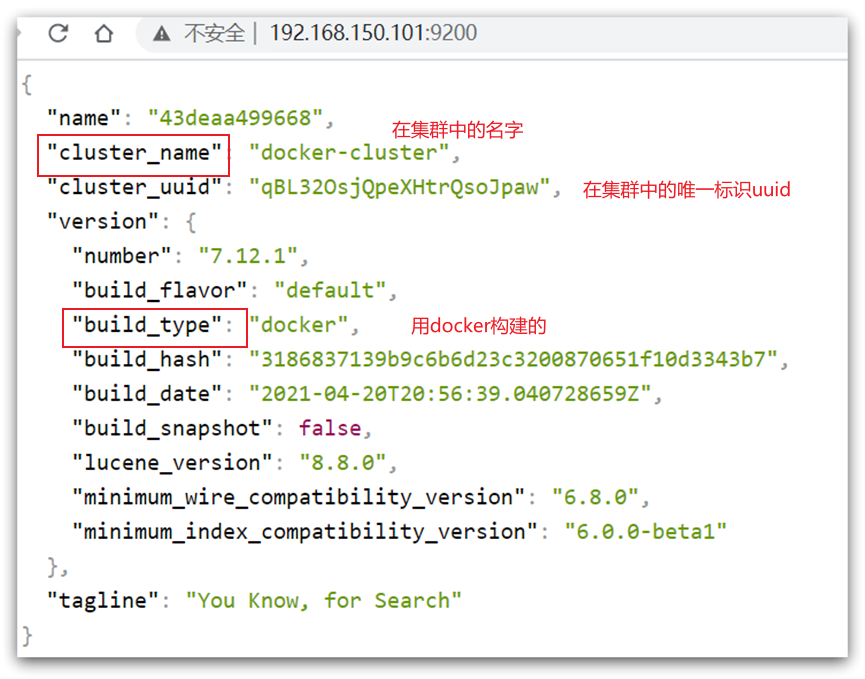 不安全 | 192.168.150.101:9200
{
"name": "43deaa499668",
在集群中的名字
"cluster_name": "docker-cluster",
"cluster_uuid": "qBL32OsjQpeXHtrQsoJpaw", 在集群中的唯一标识uuid
"version": {
"number": "7.12.1",
"build_flavor": "default",
"build_type": "docker", 用docker构建的
"build_hash": "3186837139b9c6b6d23c3200870651f10d3343b7",
"build_date": "2021-04-20T20:56:39.040728659Z",
"build_snapshot": false,
"lucene_version": "8.8.0",
"minimum_wire_compatibility_version": "6.8.0",
"minimum_index_compatibility_version": "6.0.0-beta1"
},
"tagline": "You Know, for Search"
}